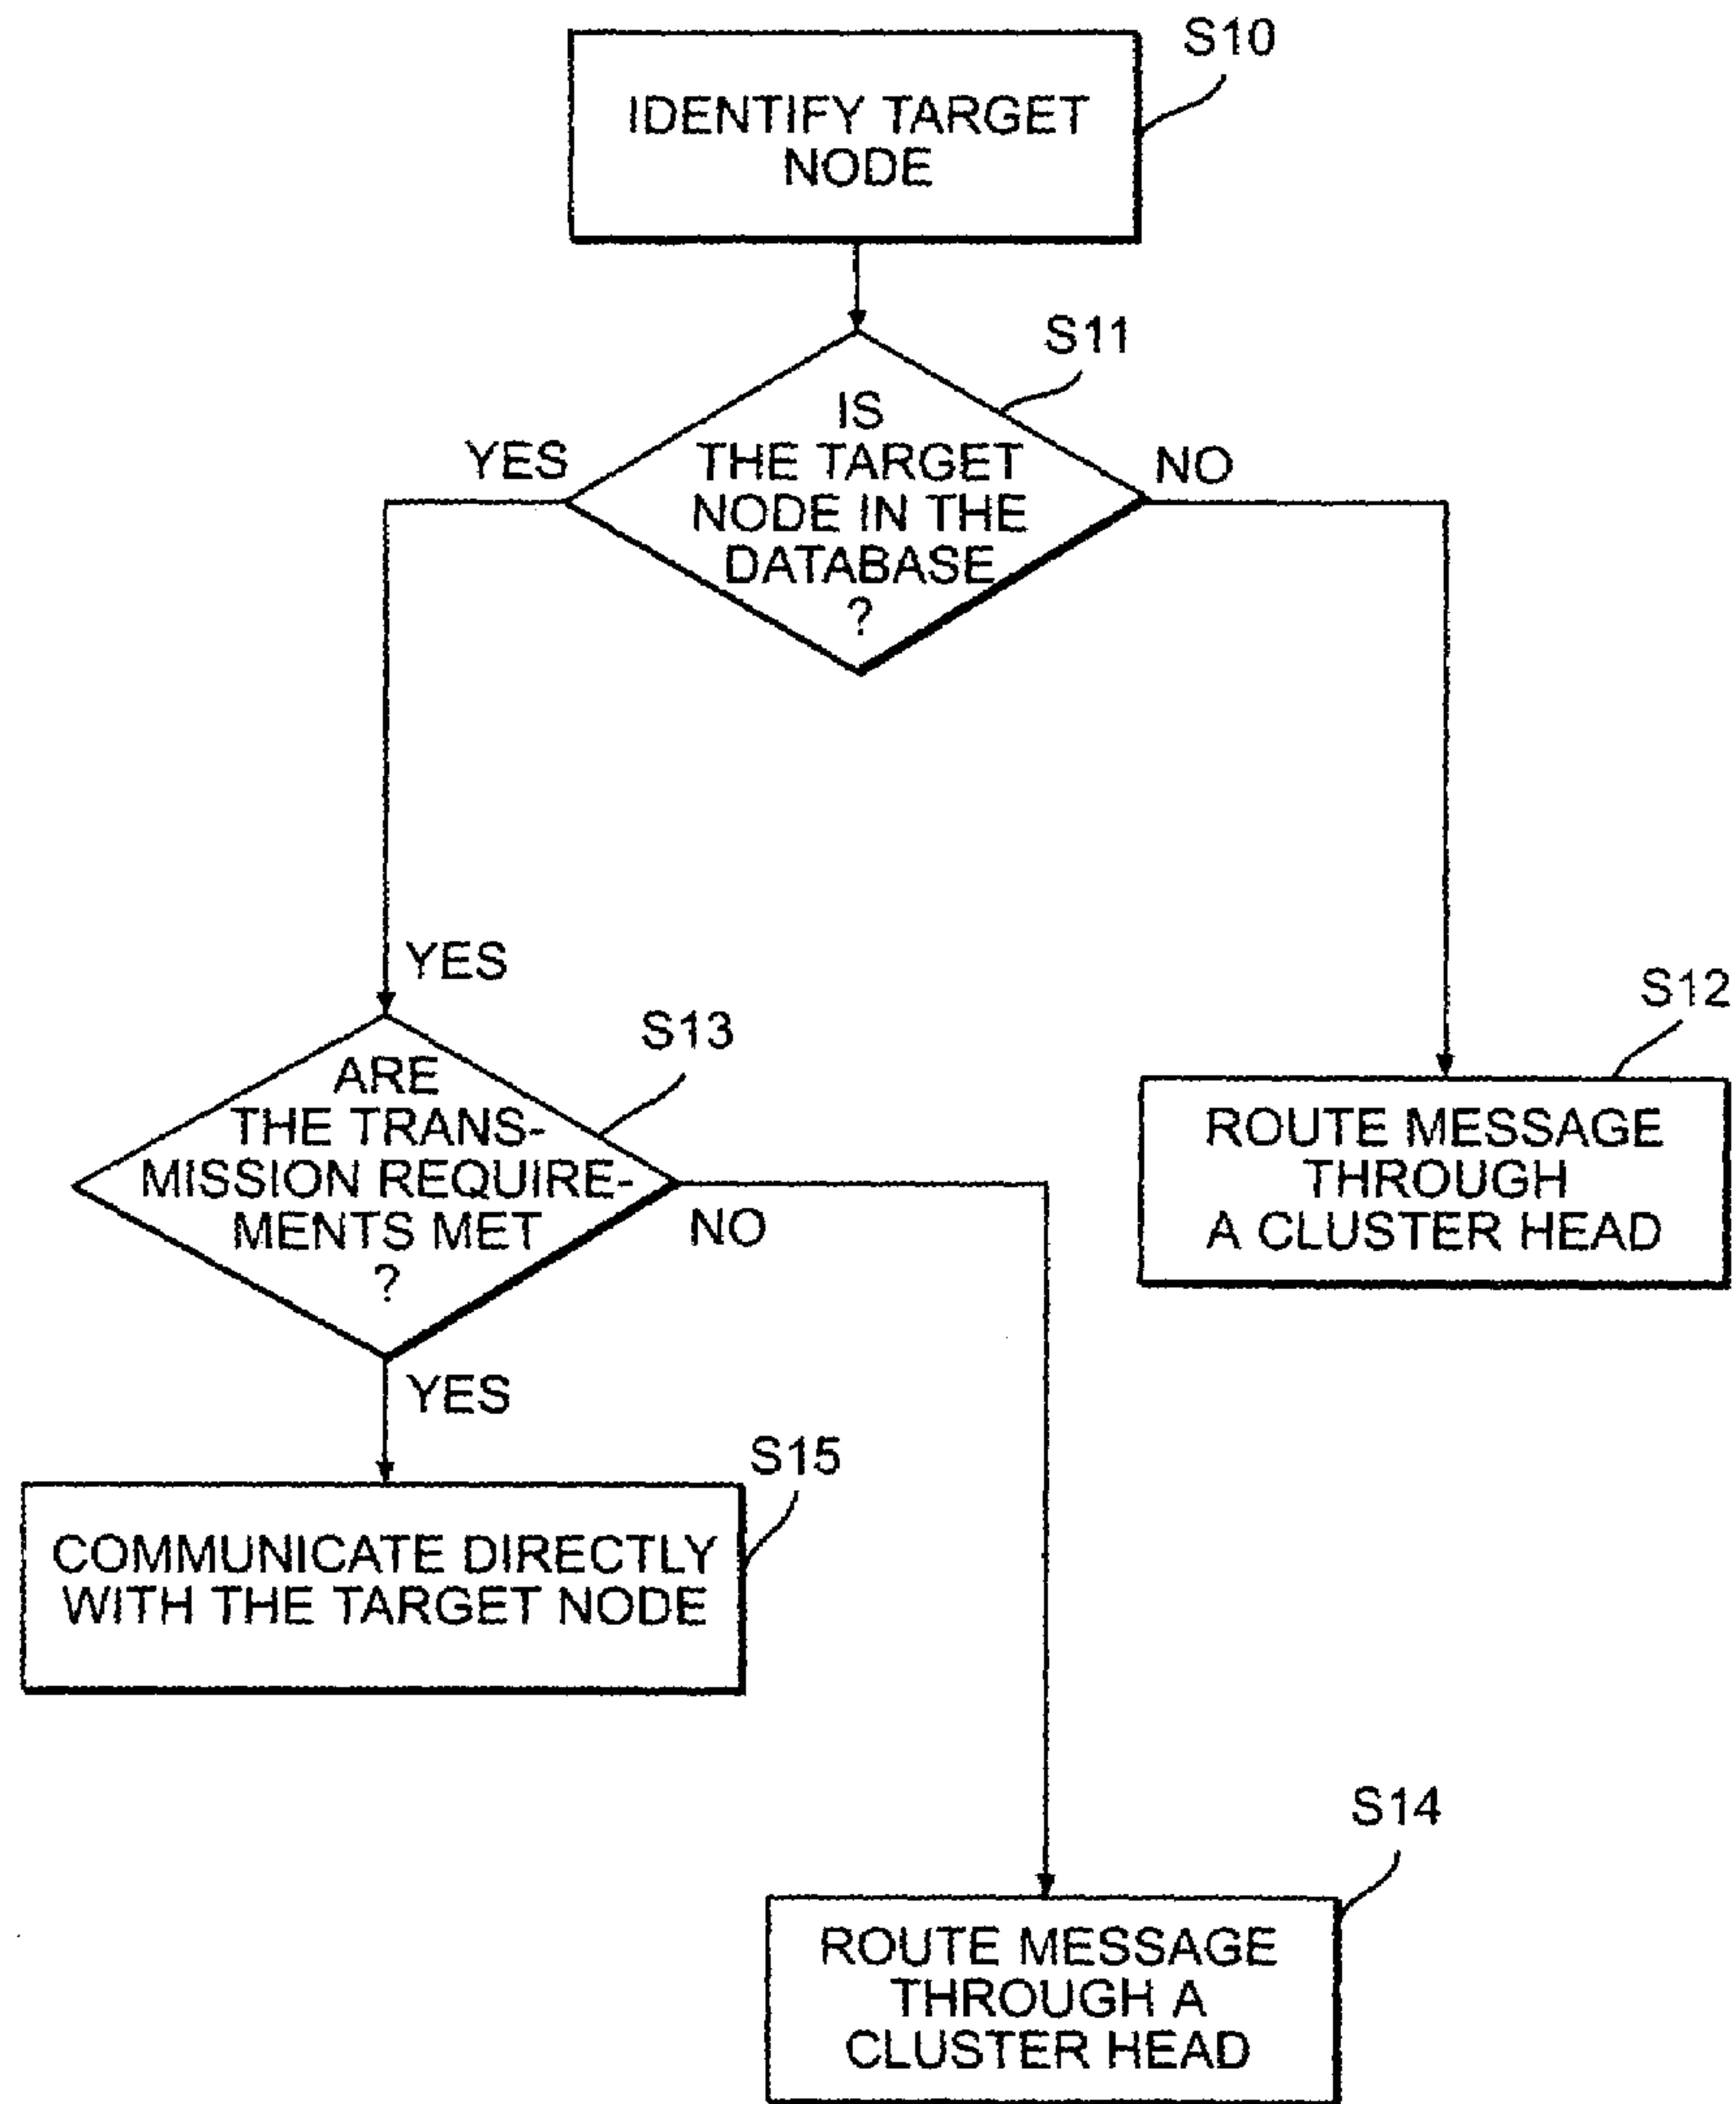 S10
IDENTIFY TARGET
NODE
S11
IS
THE TARGET
NODE IN THE
DATABASE
?
YES
NO
YES
S12
ROUTE MESSAGE
THROUGH
A CLUSTER HEAD
S13
ARE
THE TRANS-
MISSION REQUIRE-
MENTS MET
?
NO
YES
S15
COMMUNICATE DIRECTLY
WITH THE TARGET NODE
S14
ROUTE MESSAGE
THROUGH A
CLUSTER HEAD